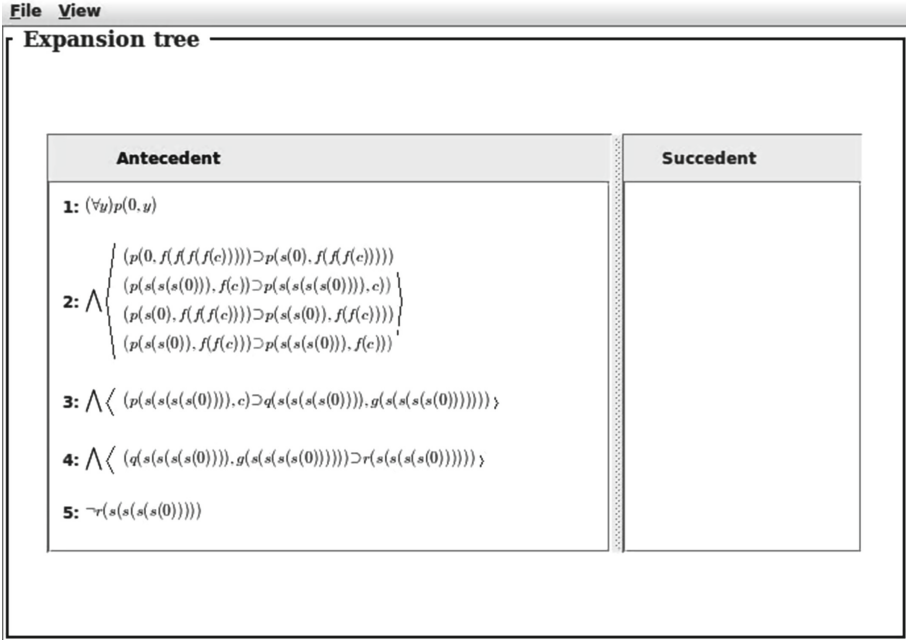 File View
Expansion tree
Antecedent
Succedent
1: (∀y)p(0,y)
2: ⋀⟨ (p(0,f(f(f(f(c)))))⊃p(s(0),f(f(f(c)))))
(p(s(s(s(0))),f(c))⊃p(s(s(s(s(0)))),c))
(p(s(0),f(f(f(c))))⊃p(s(s(0)),f(f(c))))
(p(s(s(0)),f(f(c)))⊃p(s(s(s(0))),f(c))) ⟩
3: ⋀⟨ (p(s(s(s(s(0)))),c)⊃q(s(s(s(s(0)))),g(s(s(s(s(0))))))) ⟩
4: ⋀⟨ (q(s(s(s(s(0)))),g(s(s(s(s(0))))))⊃r(s(s(s(s(0)))))) ⟩
5: ¬r(s(s(s(s(0)))))